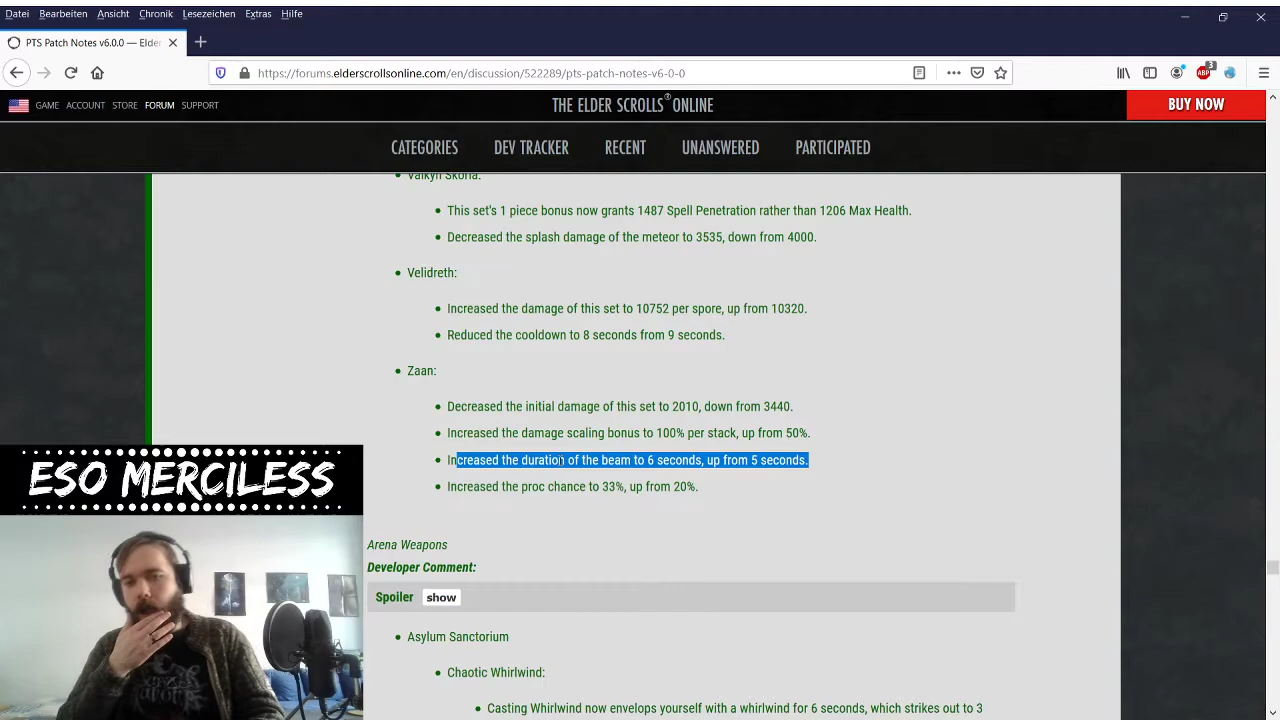 Datei Bearbeiten Ansicht Chronik Lesezeichen Extras Hilfe
PTS Patch Notes v6.0.0 — Elder
https://forums.elderscrollsonline.com/en/discussion/522289/pts-patch-notes-v6-0-0
ABP 3
GAME ACCOUNT STORE FORUM SUPPORT
THE ELDER SCROLLS® ONLINE
BUY NOW
CATEGORIES DEV TRACKER RECENT UNANSWERED PARTICIPATED
Valkyn Skoria:
This set's 1 piece bonus now grants 1487 Spell Penetration rather than 1206 Max Health.
Decreased the splash damage of the meteor to 3535, down from 4000.
Velidreth:
Increased the damage of this set to 10752 per spore, up from 10320.
Reduced the cooldown to 8 seconds from 9 seconds.
Zaan:
Decreased the initial damage of this set to 2010, down from 3440.
Increased the damage scaling bonus to 100% per stack, up from 50%.
Increased the duration of the beam to 6 seconds, up from 5 seconds.
Increased the proc chance to 33%, up from 20%.
ESO MERCILESS
Arena Weapons
Developer Comment:
Spoiler show
Asylum Sanctorium
Chaotic Whirlwind:
Casting Whirlwind now envelops yourself with a whirlwind for 6 seconds, which strikes out to 3